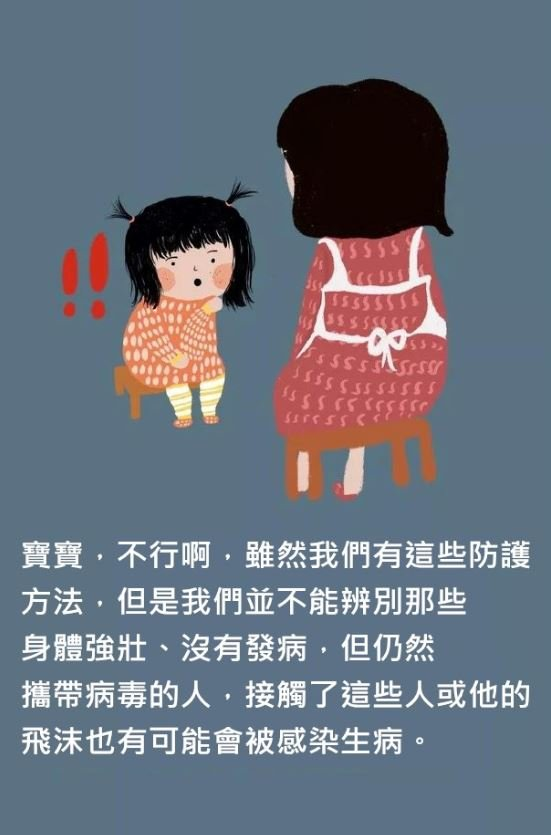 寶寶，不行啊，雖然我們有這些防護
方法，但是我們並不能辨別那些
身體強壯、沒有發病，但仍然
攜帶病毒的人，接觸了這些人或他的
飛沫也有可能會被感染生病。